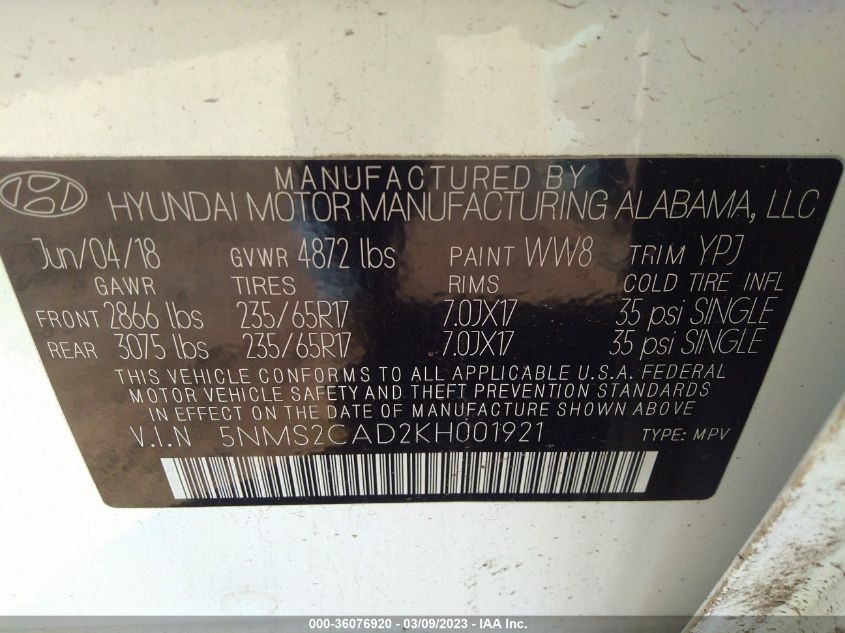 MANUFACTURED BY
HYUNDAI MOTOR MANUFACTURING ALABAMA, LLC
Jun/04/18 GVWR 4872 lbs PAINT WW8 TRIM YPJ
GAWR TIRES RIMS COLD TIRE INFL
FRONT 2866 lbs 235/65R17 7.0JX17 35 psi SINGLE
REAR 3075 lbs 235/65R17 7.0JX17 35 psi SINGLE
THIS VEHICLE CONFORMS TO ALL APPLICABLE U.S.A. FEDERAL
MOTOR VEHICLE SAFETY AND THEFT PREVENTION STANDARDS
IN EFFECT ON THE DATE OF MANUFACTURE SHOWN ABOVE
V.I.N 5NMS2CAD2KH001921 TYPE: MPV
000-36076920 - 03/09/2023 - IAA Inc.